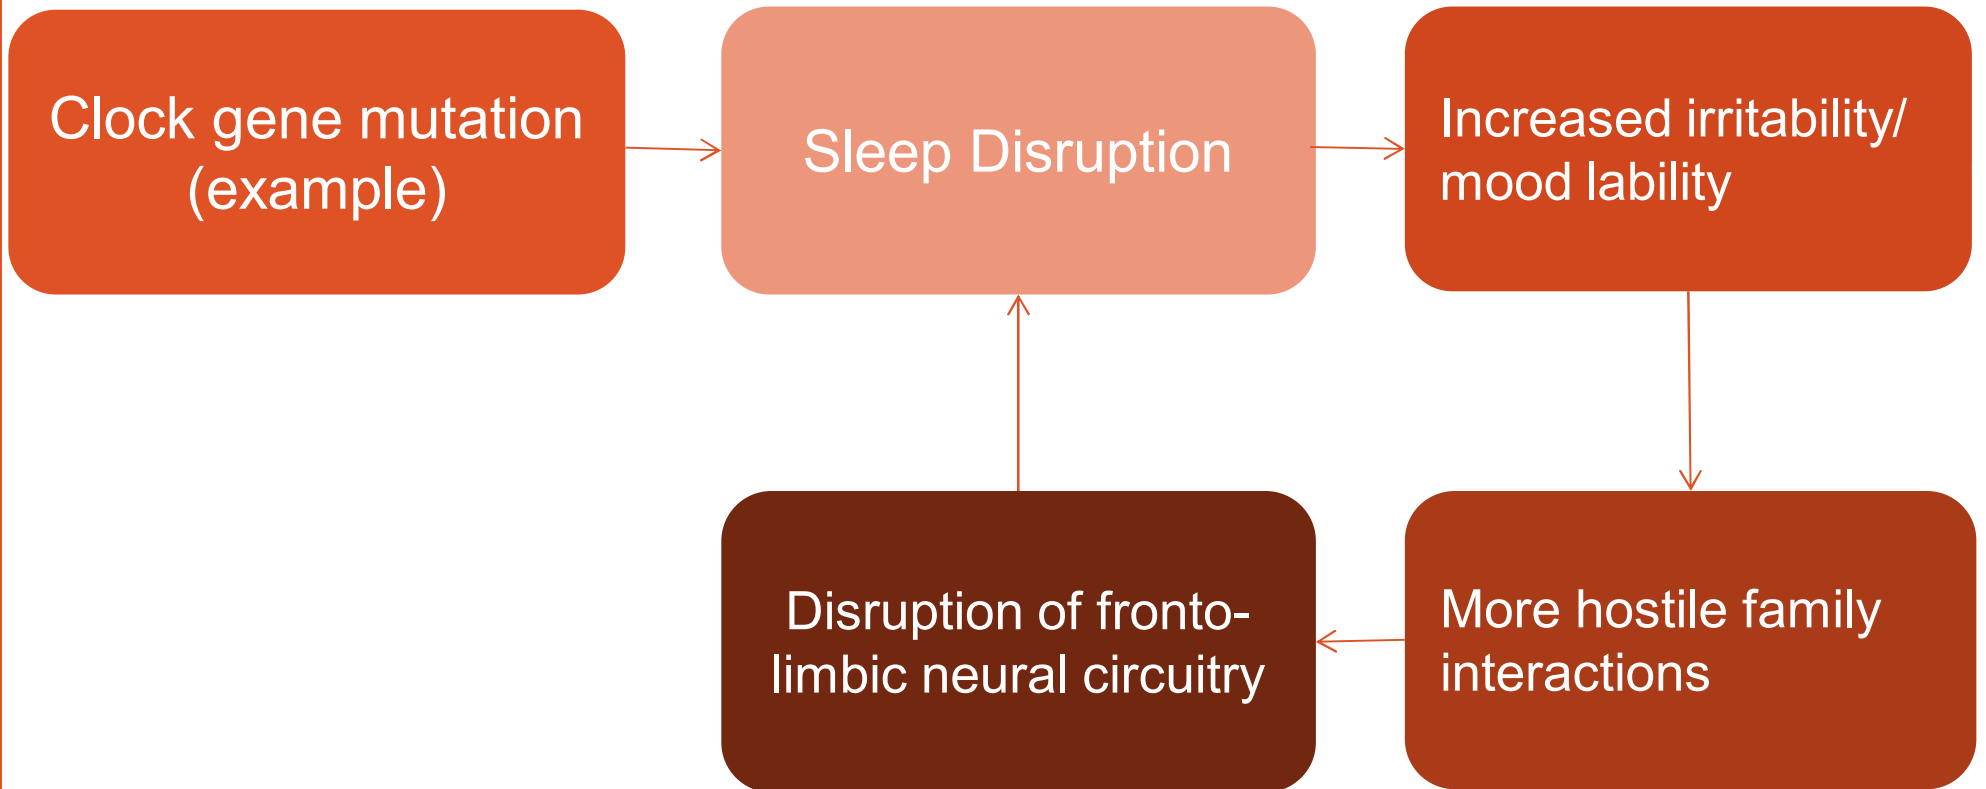 Clock gene mutation
(example)
Sleep Disruption
Increased irritability/
mood lability
Disruption of fronto-
limbic neural circuitry
More hostile family
interactions